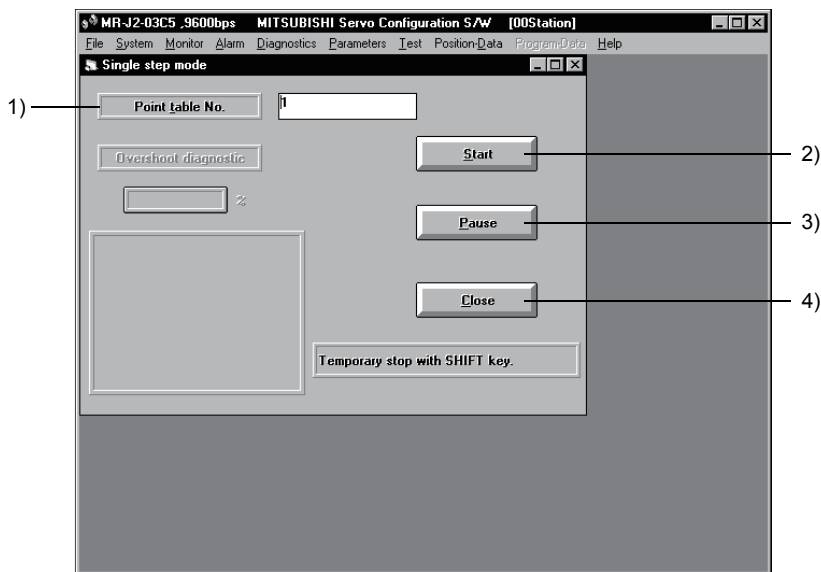 MR-J2-03C5 ,9600bps MITSUBISHI Servo Configuration S/W [00Station]
File System Monitor Alarm Diagnostics Parameters Test Position-Data Program-Data Help
Single step mode
1) Point table No. 1
Overshoot diagnostic
Start 2)
%
Pause 3)
Close 4)
Temporary stop with SHIFT key.